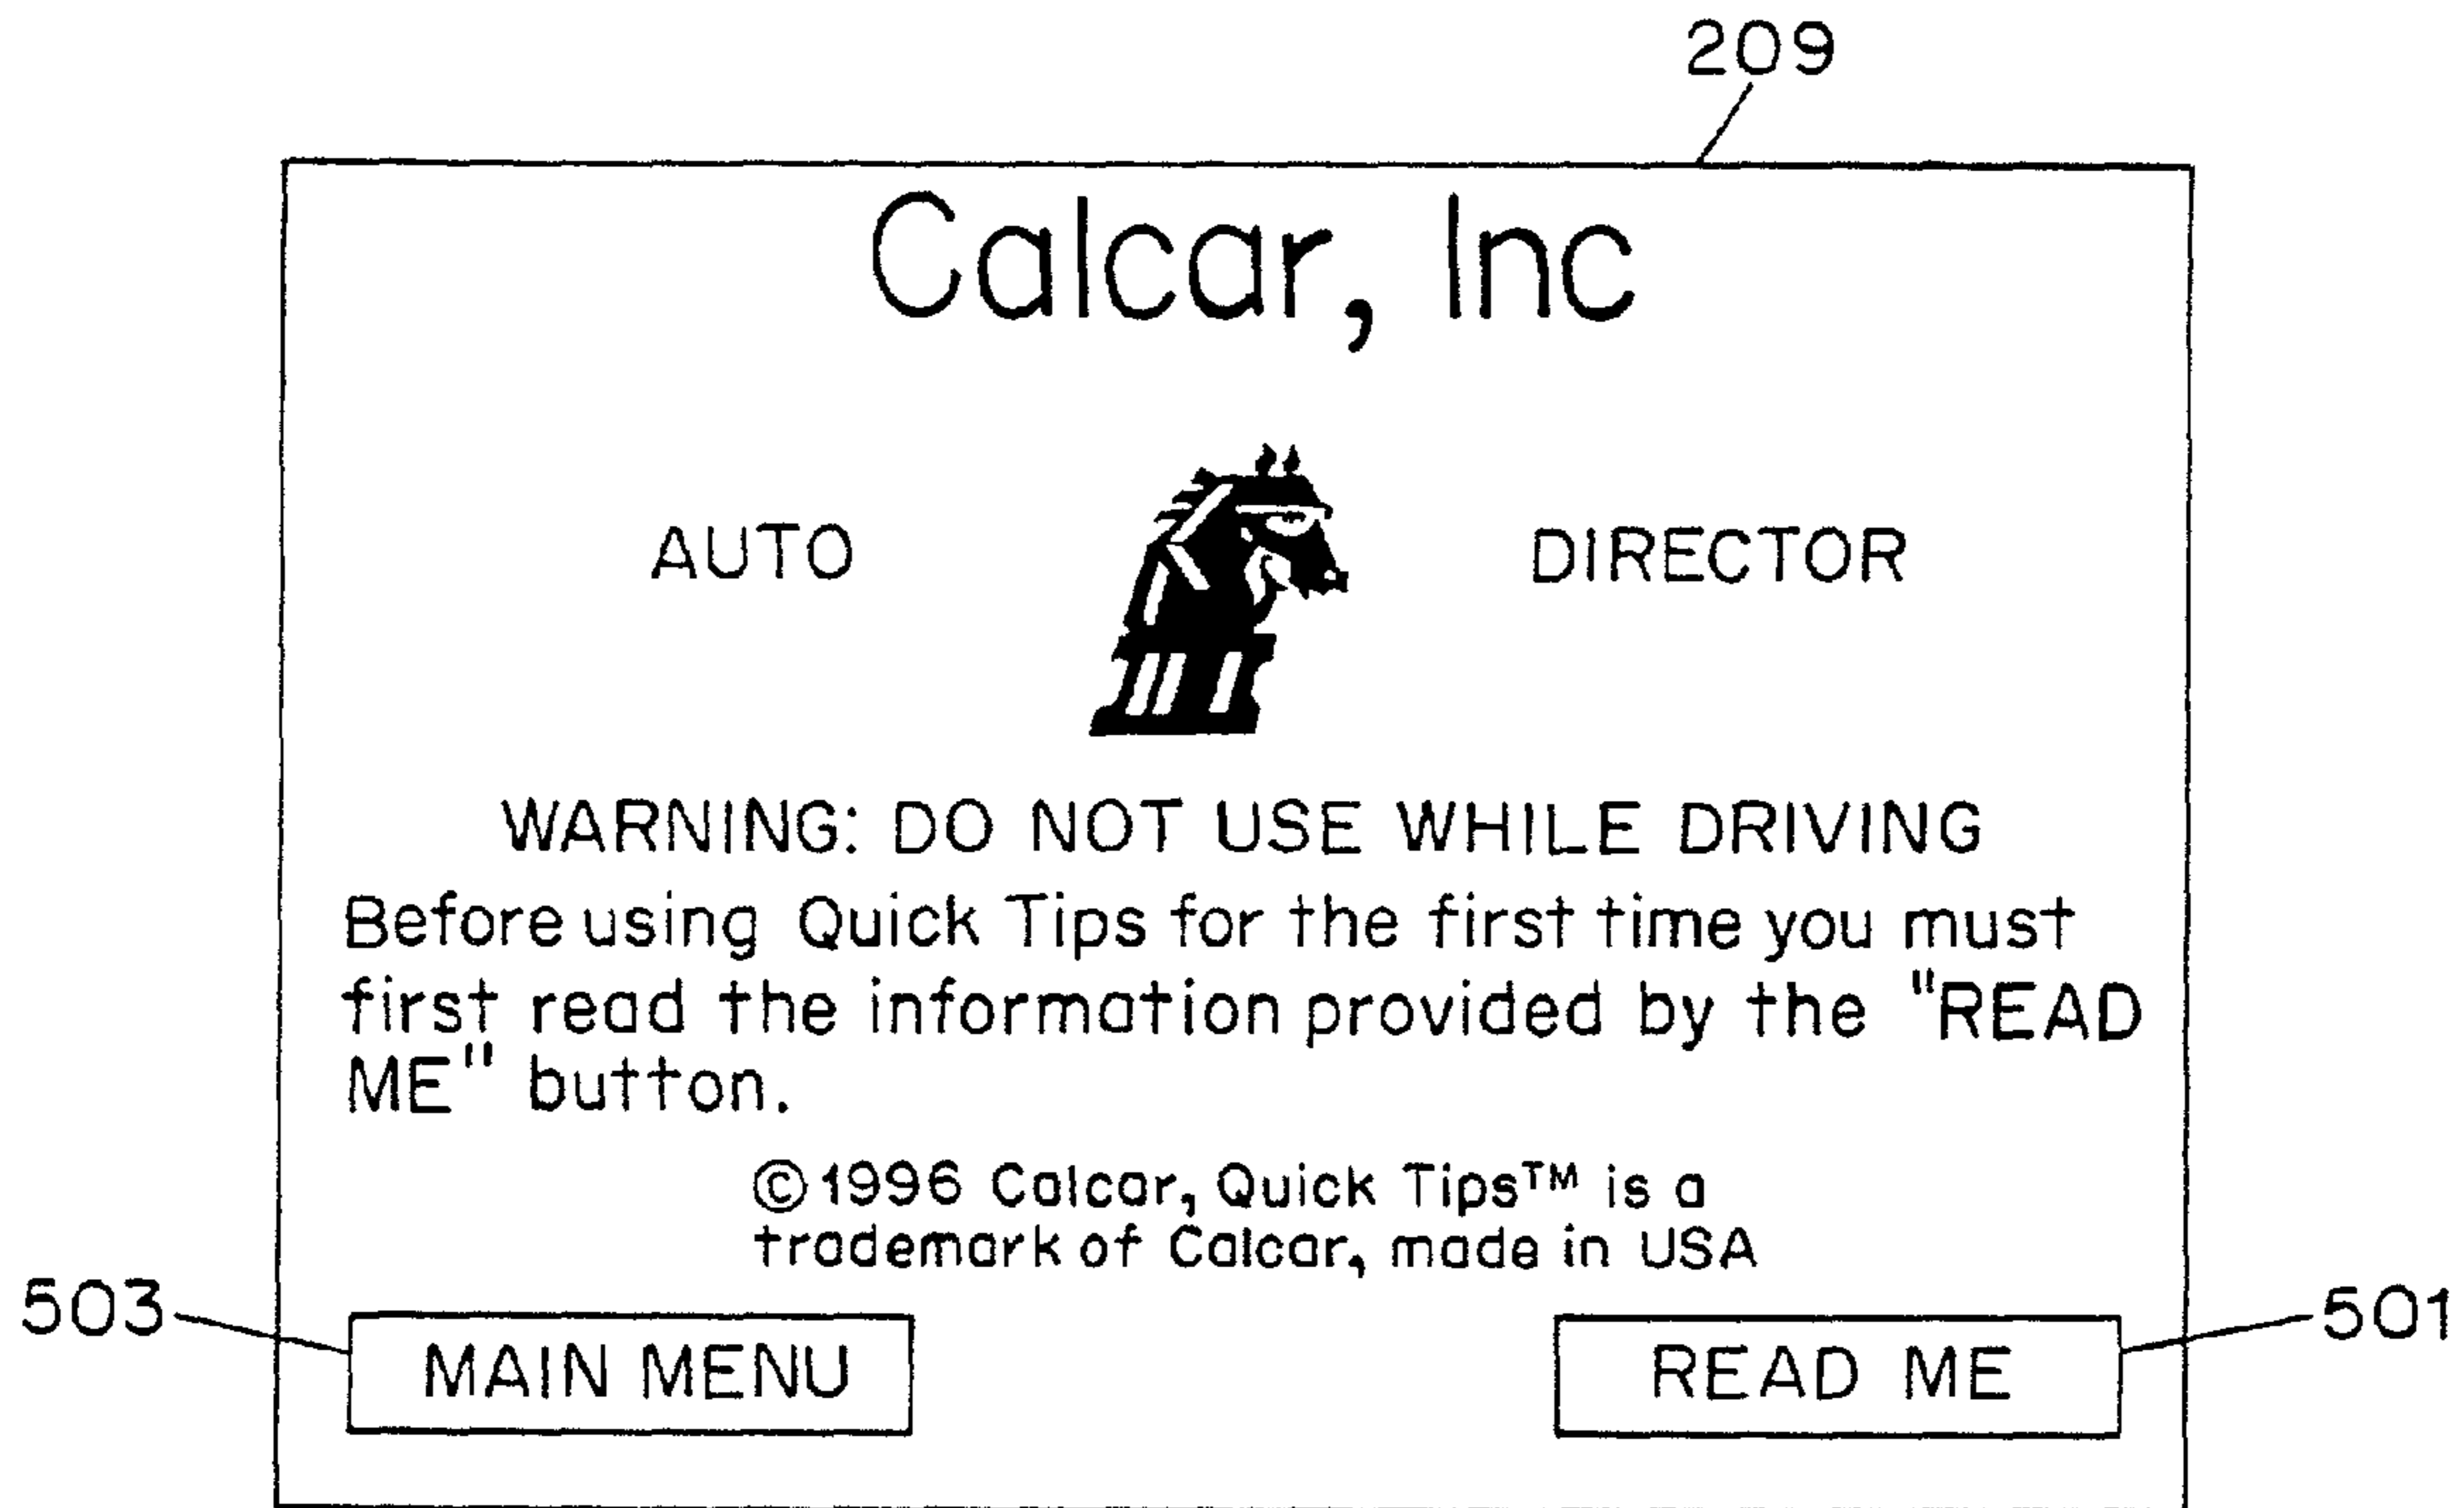 209
Calcar, Inc
AUTO DIRECTOR
WARNING: DO NOT USE WHILE DRIVING
Before using Quick Tips for the first time you must
first read the information provided by the "READ
ME" button.
©1996 Calcar, Quick Tips™ is a
trademark of Calcar, made in USA
503 MAIN MENU READ ME 501